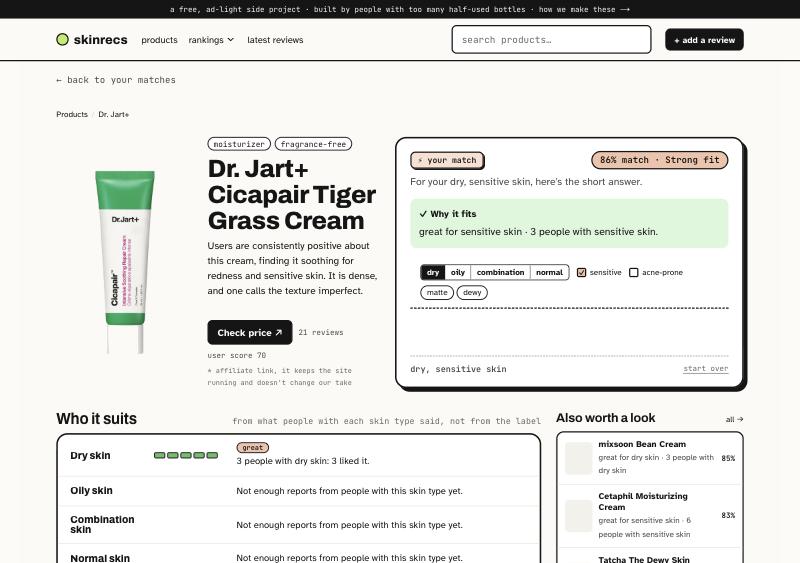 a free, ad-light side project · built by people with too many half-used bottles · how we make these ⟶
skinrecs
products
rankings
latest reviews
search products…
+ add a review
← back to your matches
Products / Dr. Jart+
moisturizer
fragrance-free
Dr. Jart+
Cicapair Tiger
Grass Cream
Users are consistently positive about
this cream, finding it soothing for
redness and sensitive skin. It is dense,
and one calls the texture imperfect.
Check price ↗
21 reviews
user score 70
* affiliate link, it keeps the site
running and doesn't change our take
Dr.Jart+
Cicapair
Intensive Soothing Repair Cream
⚡ your match
86% match · Strong fit
For your dry, sensitive skin, here's the short answer.
✓ Why it fits
great for sensitive skin · 3 people with sensitive skin.
dry
oily
combination
normal
sensitive
acne-prone
matte
dewy
dry, sensitive skin
start over
Who it suits
from what people with each skin type said, not from the label
Dry skin
great
3 people with dry skin: 3 liked it.
Oily skin
Not enough reports from people with this skin type yet.
Combination
skin
Not enough reports from people with this skin type yet.
Normal skin
Not enough reports from people with this skin type yet.
Also worth a look
all →
mixsoon Bean Cream
great for dry skin · 3 people with
dry skin
85%
Cetaphil Moisturizing
Cream
great for sensitive skin · 6
people with sensitive skin
83%
Tatcha The Dewy Skin